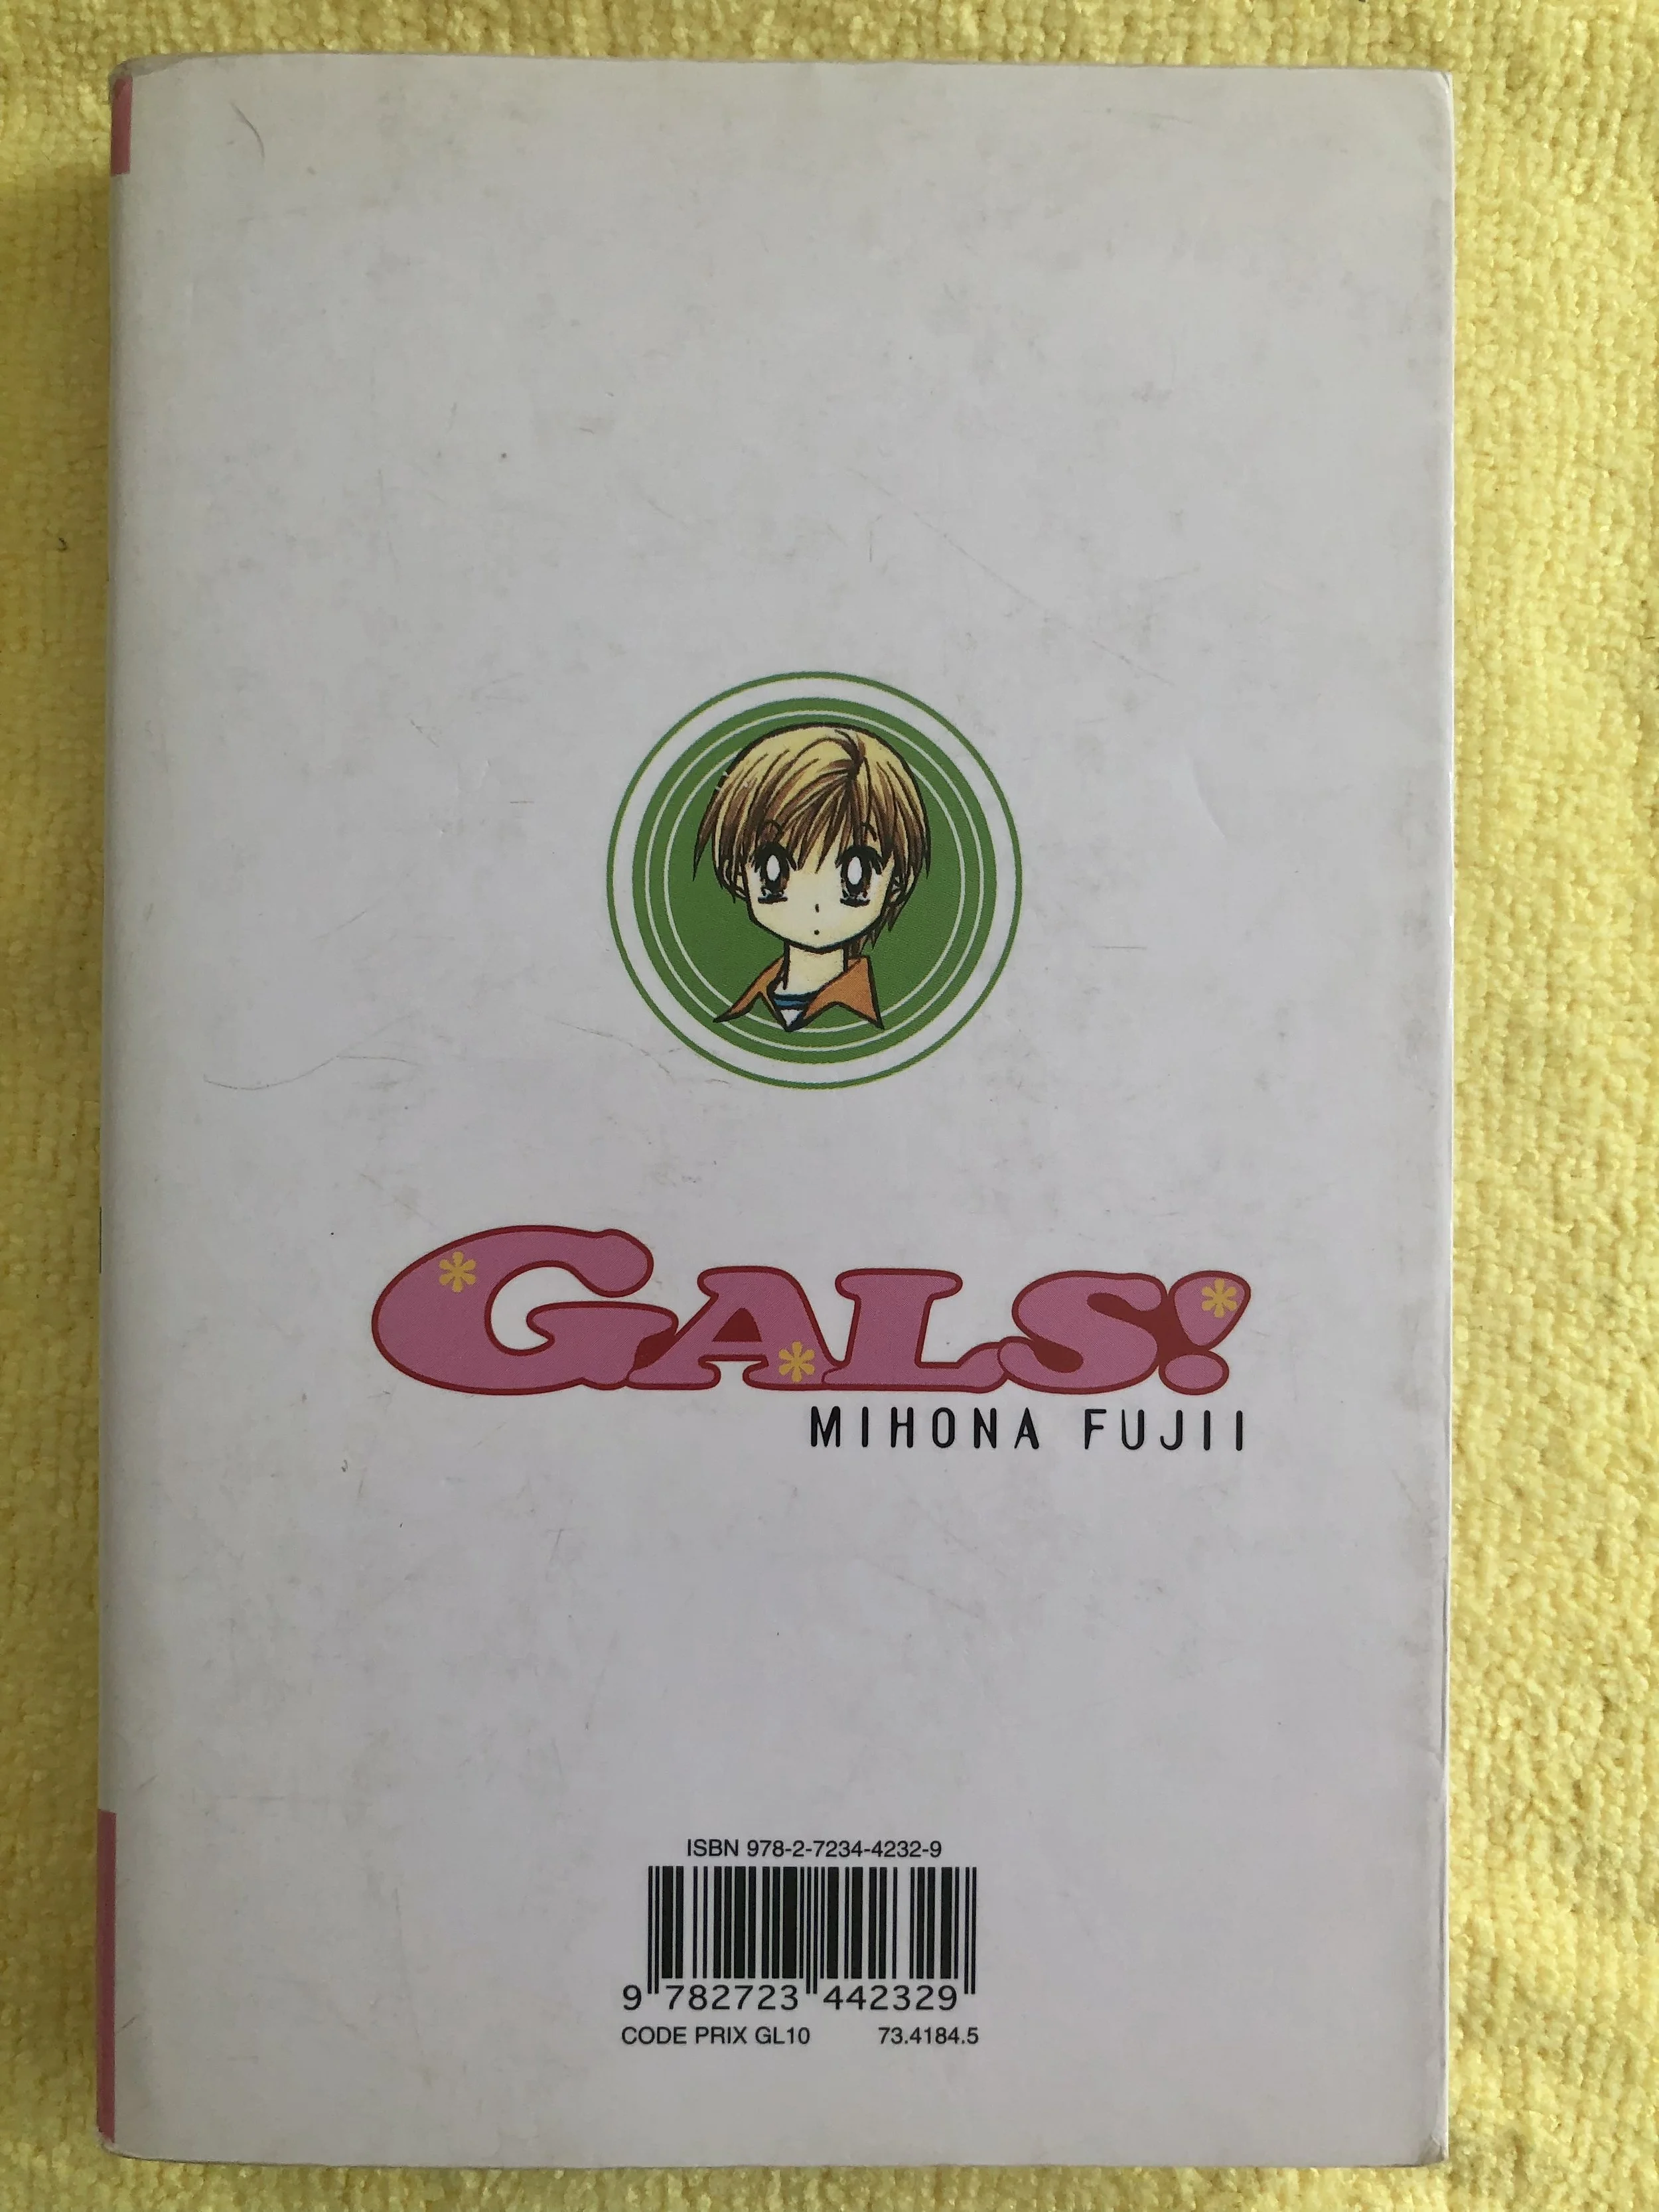 GALS!
MIHONA FUJII
ISBN 978-2-7234-4232-9
9 782723 442329
CODE PRIX GL10 73.4184.5